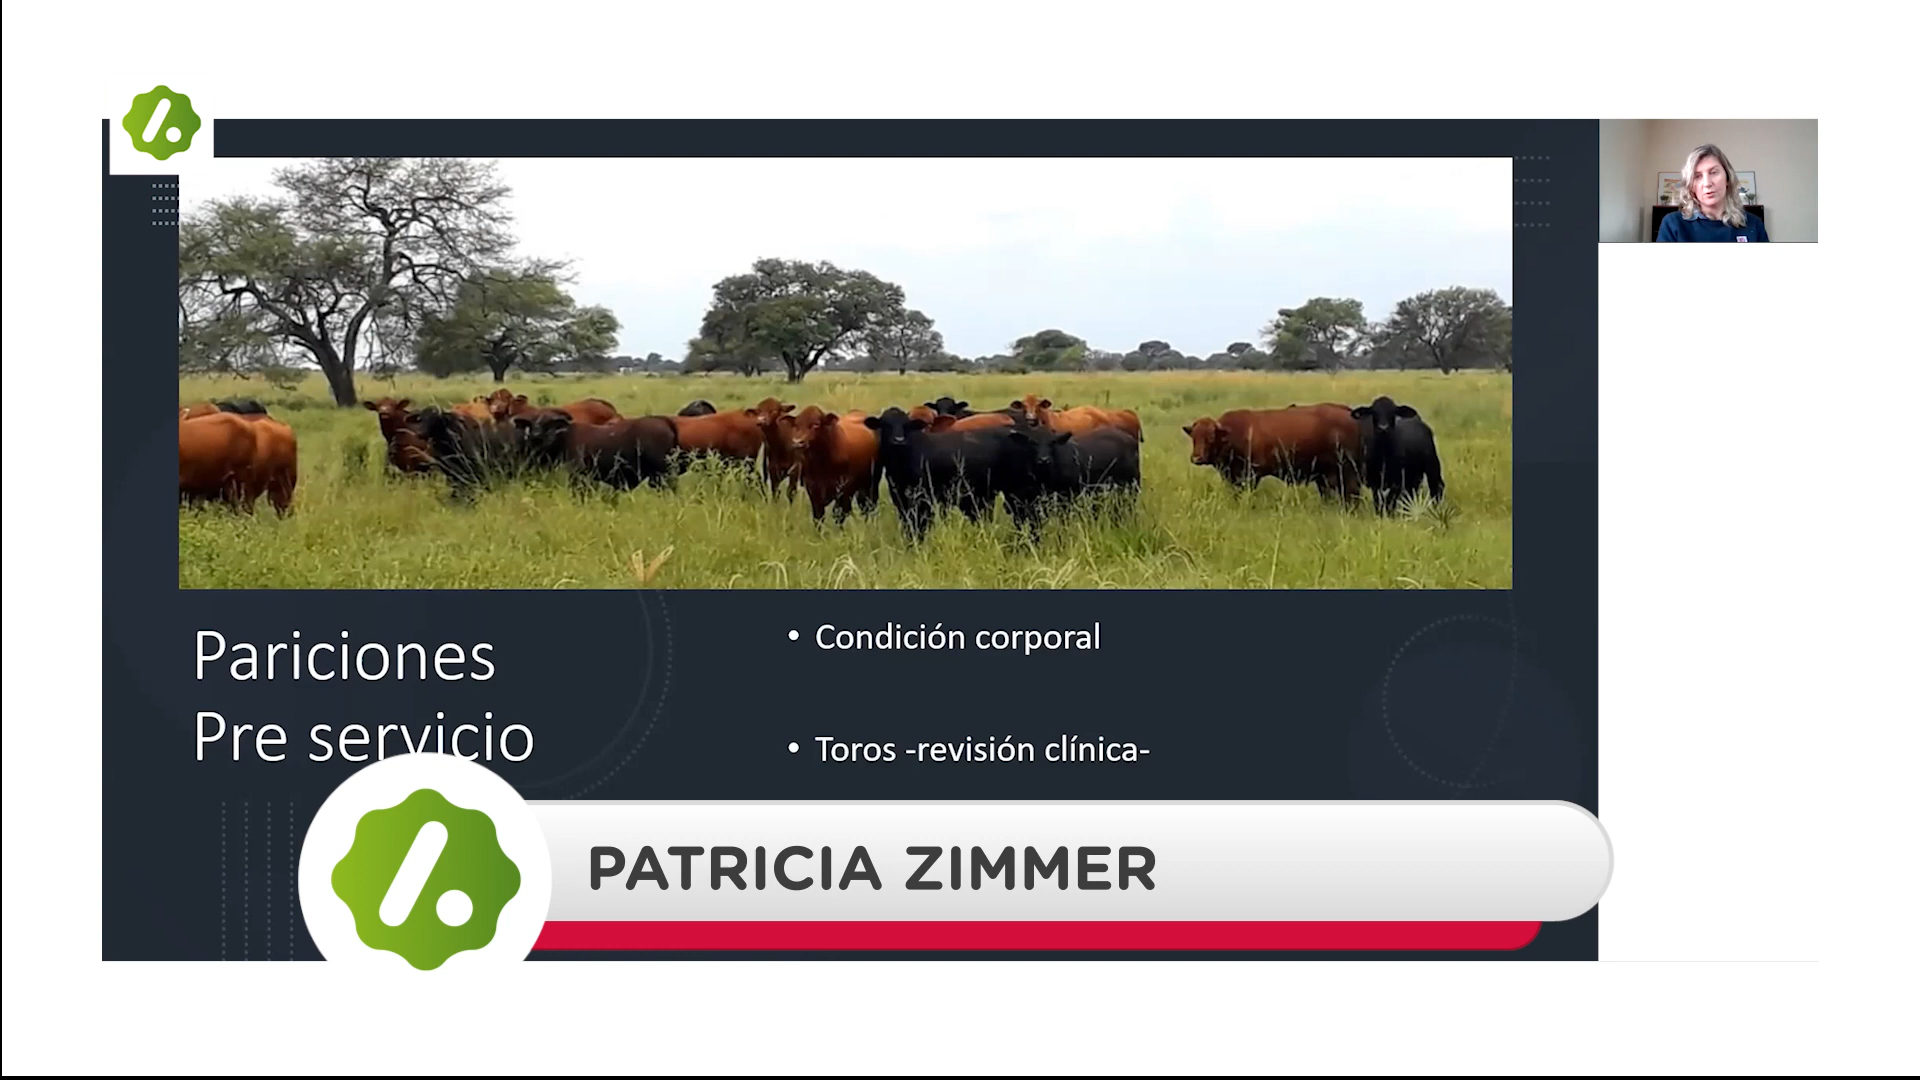 Pariciones
Pre servicio
• Condición corporal
• Toros -revisión clínica-
PATRICIA ZIMMER